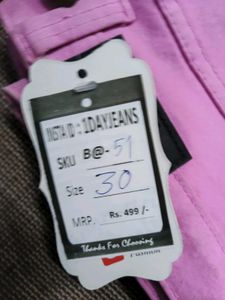 INSTA ID : 1DAYJEANS
SKU B@- 51
Size 30
MRP. Rs. 499 /-
Thanks For Choosing